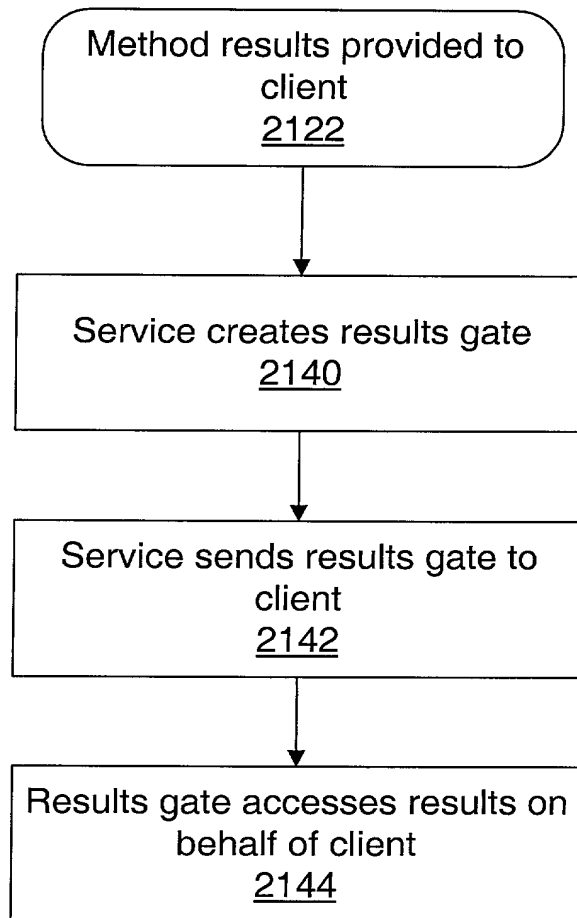 Method results provided to
client
2122
Service creates results gate
2140
Service sends results gate to
client
2142
Results gate accesses results on
behalf of client
2144